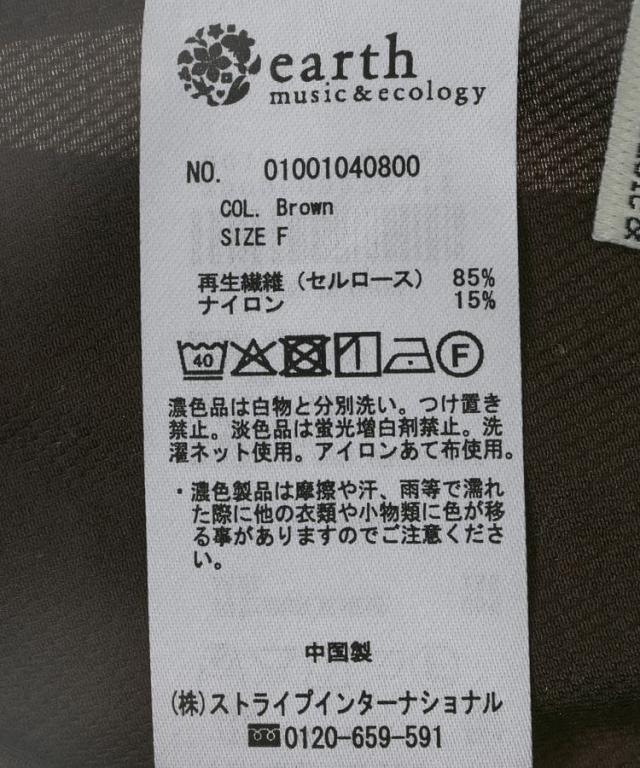 earth
music&ecology
NO. 01001040800
COL. Brown
SIZE F
再生繊維（セルロース） 85%
ナイロン 15%
40 F
濃色品は白物と分別洗い。つけ置き
禁止。淡色品は蛍光増白剤禁止。洗
濯ネット使用。アイロンあて布使用。
・濃色製品は摩擦や汗、雨等で濡れ
た際に他の衣類や小物類に色が移
る事がありますのでご注意くださ
い。
中国製
(株)ストライプインターナショナル
0120-659-591